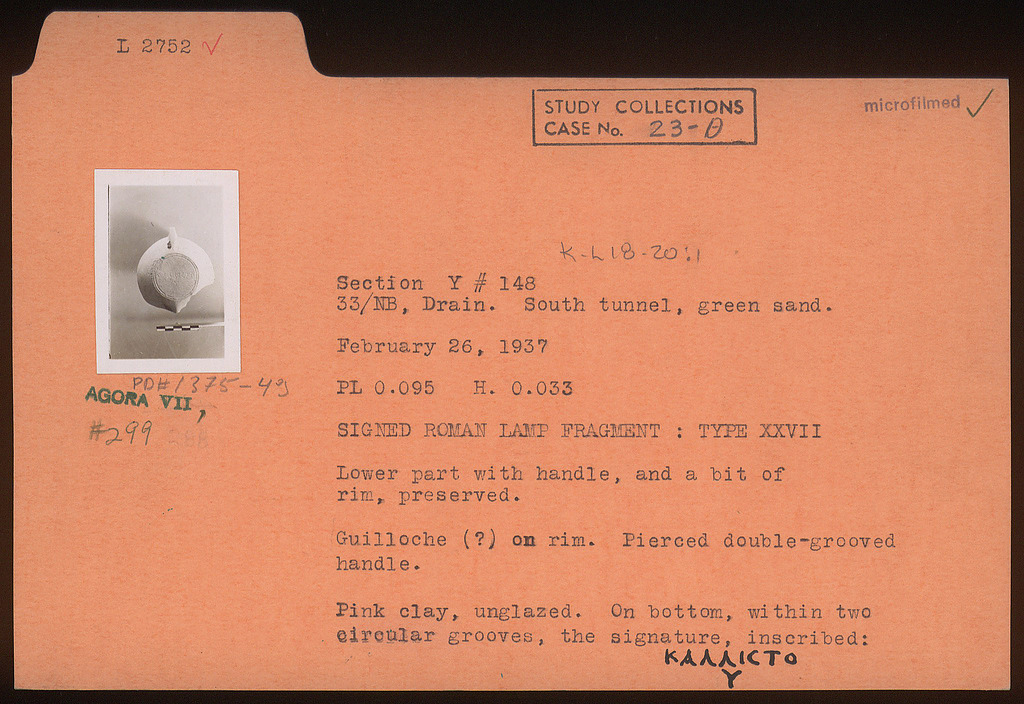 L 2752 ✓
STUDY COLLECTIONS
CASE No. 23-θ
microfilmed ✓
K-L 18-20:1
Section Y # 148
33/NB, Drain. South tunnel, green sand.
February 26, 1937
PL 0.095 H. 0.033
PD# 1375-49
AGORA VII,
#299
SIGNED ROMAN LAMP FRAGMENT : TYPE XXVII
Lower part with handle, and a bit of
rim, preserved.
Guilloche (?) on rim. Pierced double-grooved
handle.
Pink clay, unglazed. On bottom, within two
circular grooves, the signature, inscribed:
ΚΑΛΛΙCΤΟ
Υ